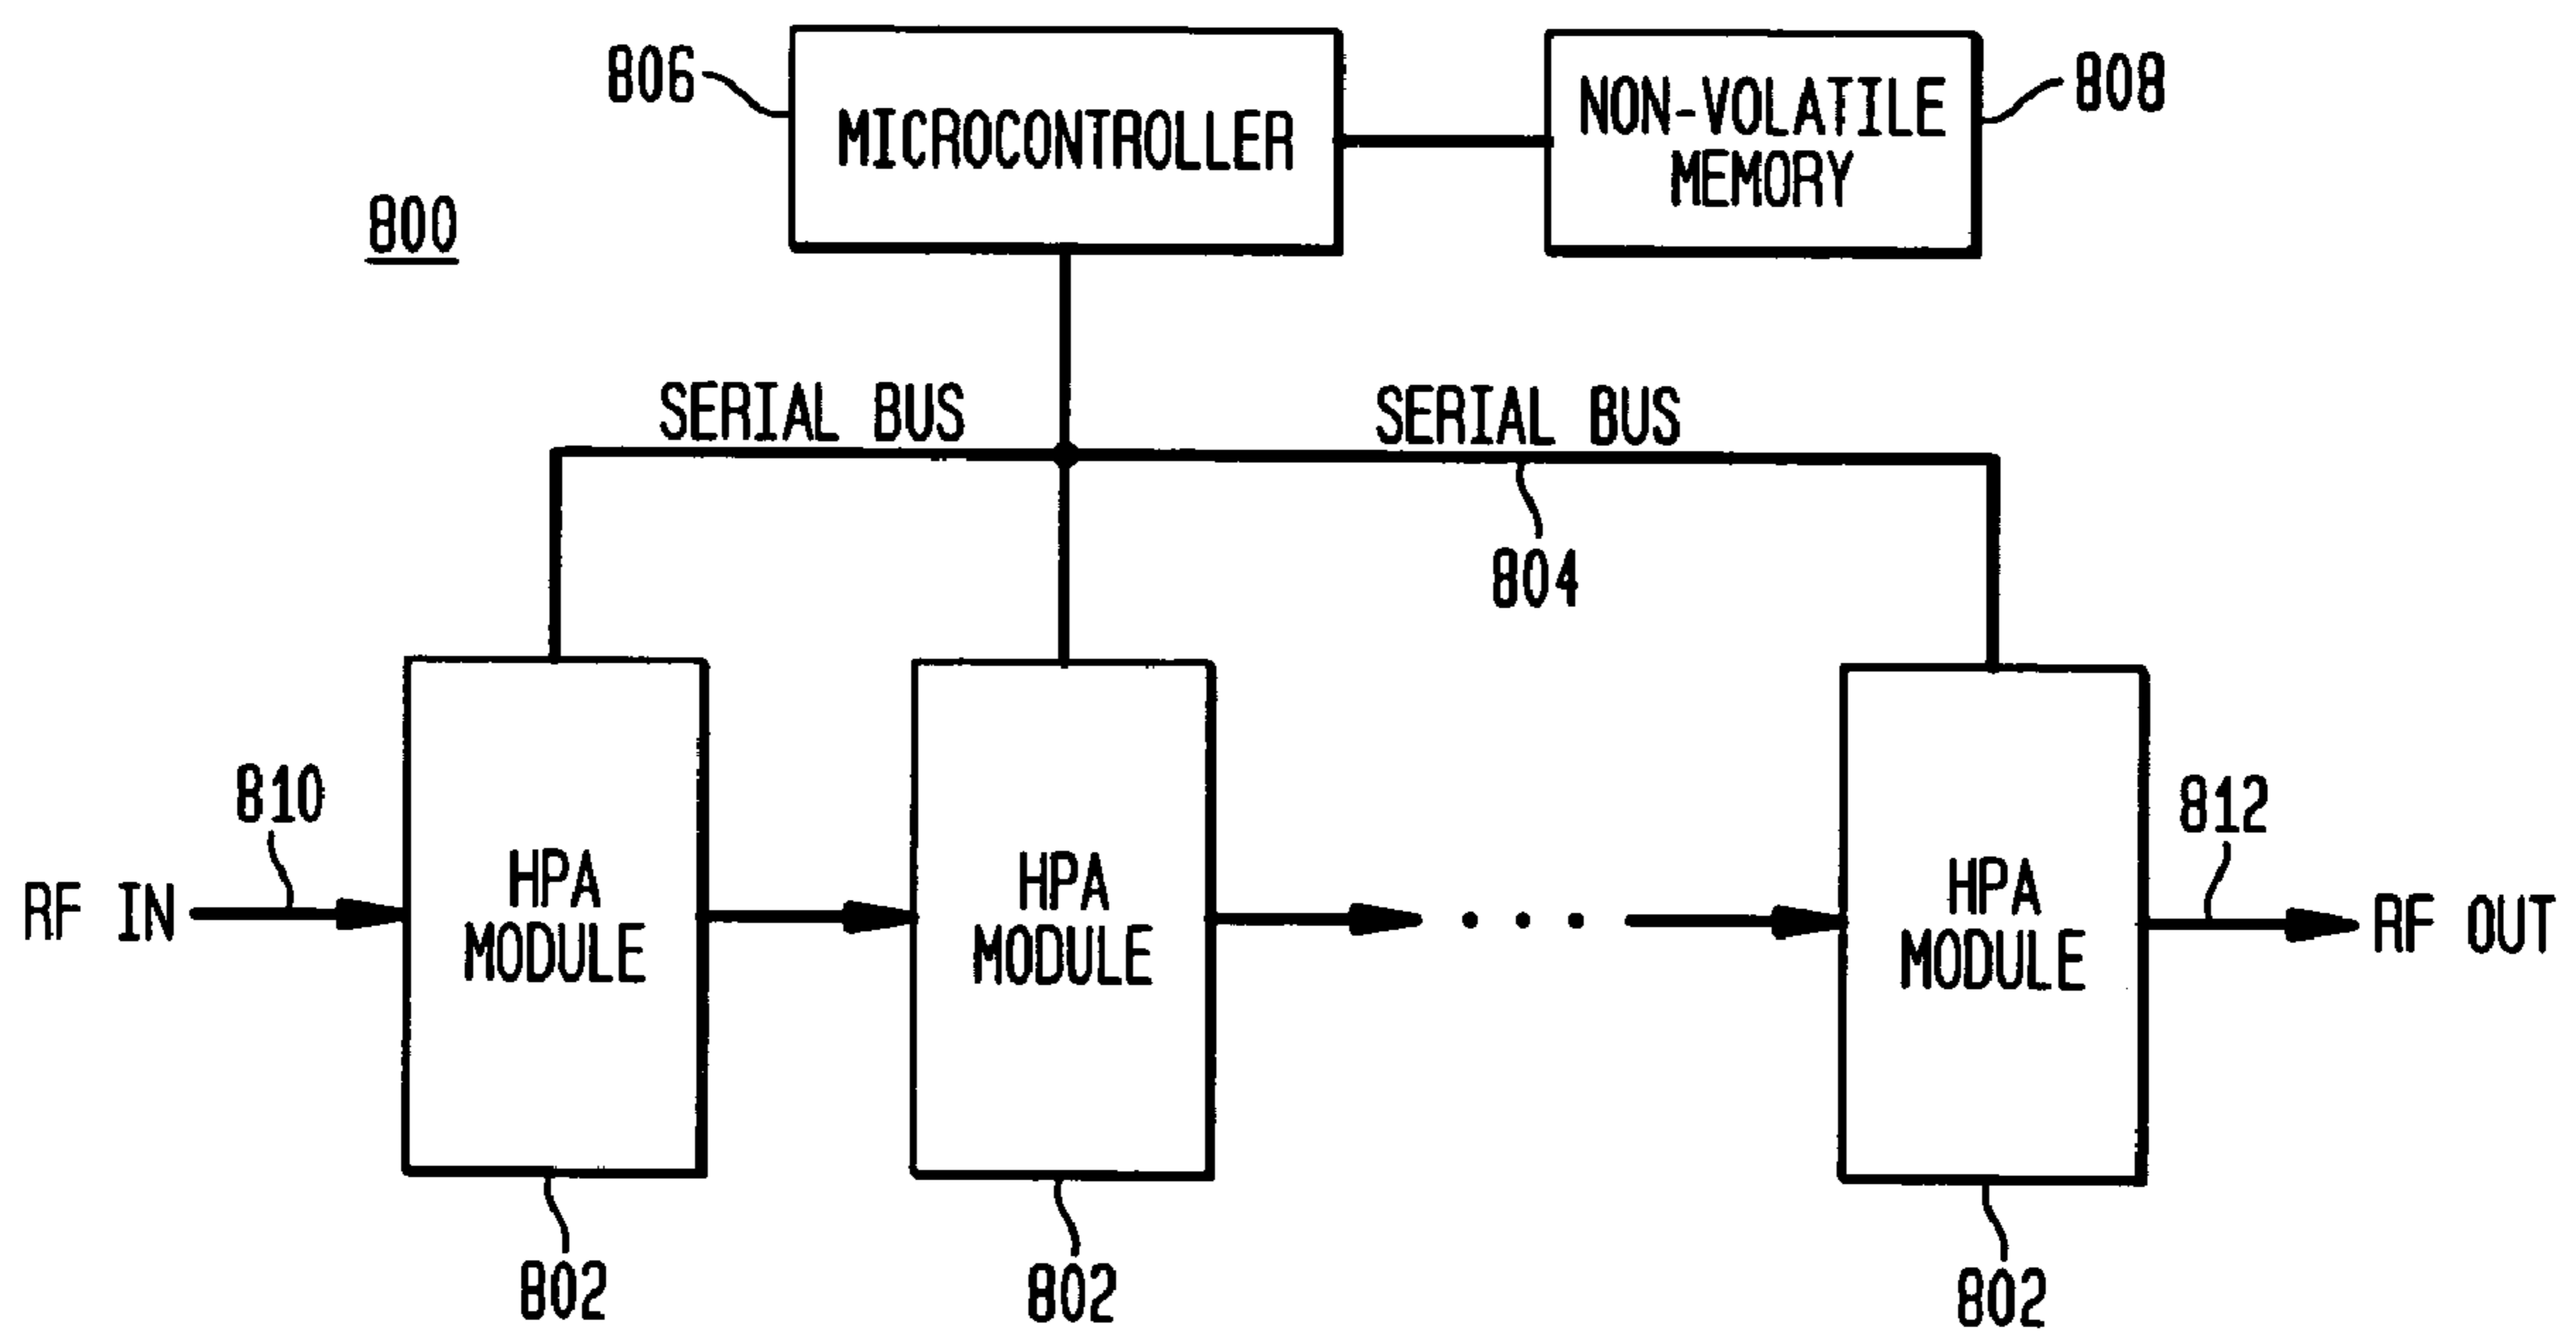 806
MICROCONTROLLER
NON-VOLATILE
MEMORY
808
800
SERIAL BUS
SERIAL BUS
804
810
RF IN
HPA
MODULE
HPA
MODULE
HPA
MODULE
812
RF OUT
802
802
802